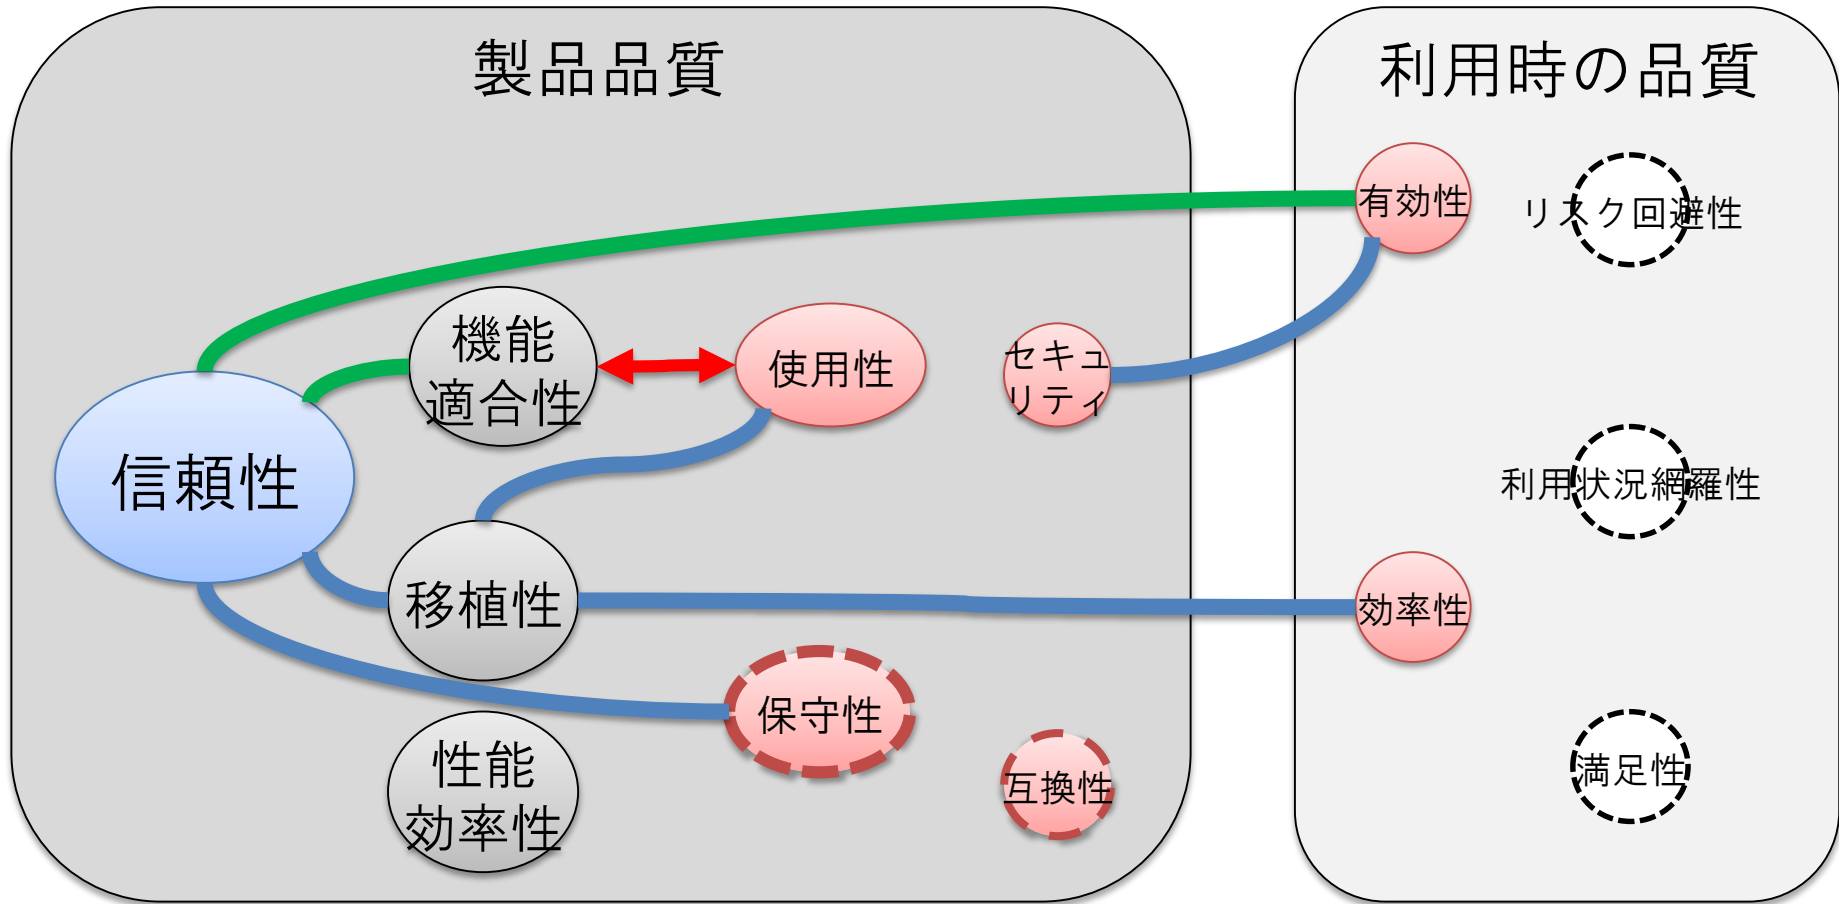 製品品質
利用時の品質
有効性
リスク回避性
機能
適合性
使用性
セキュ
リティ
信頼性
利用状況網羅性
移植性
効率性
保守性
性能
効率性
互換性
満足性